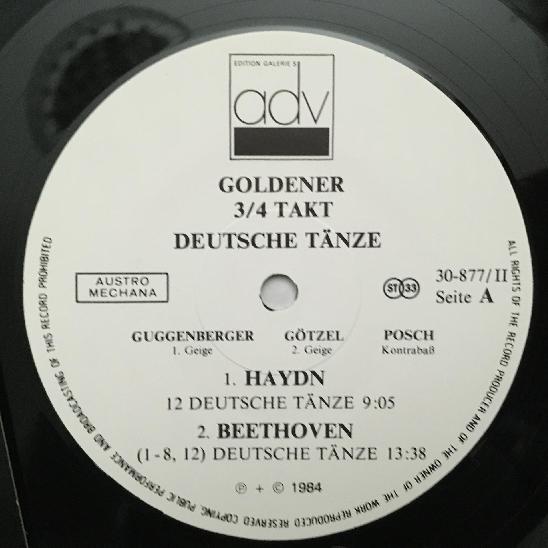 EDITION GALERIE S
adv
GOLDENER
3/4 TAKT
DEUTSCHE TÄNZE
AUSTRO
MECHANA
ST 33
30-877/II
Seite A
GUGGENBERGER GÖTZEL POSCH
1. Geige 2. Geige Kontrabaß
1. HAYDN
12 DEUTSCHE TÄNZE 9:05
2. BEETHOVEN
(1-8, 12) DEUTSCHE TÄNZE 13:38
Ⓟ + © 1984
ALL RIGHTS OF THE RECORD PRODUCER AND OF THE OWNER OF THE WORK REPRODUCED RESERVED COPYING PUBLIC PERFORMANCE AND BROADCASTING OF THIS RECORD PROHIBITED